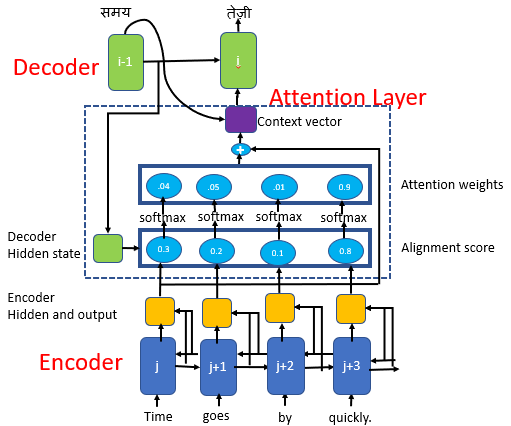 समय तेज़ी
i-1 i
Decoder
Attention Layer
Context vector
+
.04 .05 .01 0.9
Attention weights
softmax softmax softmax softmax
Decoder
Hidden state
0.3 0.2 0.1 0.8
Alignment score
Encoder
Hidden and output
Encoder
j j+1 j+2 j+3
Time goes by quickly.